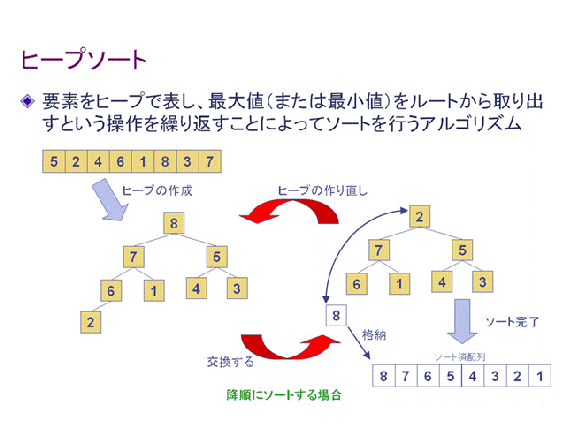 ヒープソート
要素をヒープで表し、最大値(または最小値)をルートから取り出
すという操作を繰り返すことによってソートを行うアルゴリズム
5 2 4 6 1 8 3 7
ヒープの作成
ヒープの作り直し
8
7 5
6 1 4 3
2
2
7 5
6 1 4 3
8
格納
ソート完了
交換する
ソート済配列
8 7 6 5 4 3 2 1
降順にソートする場合